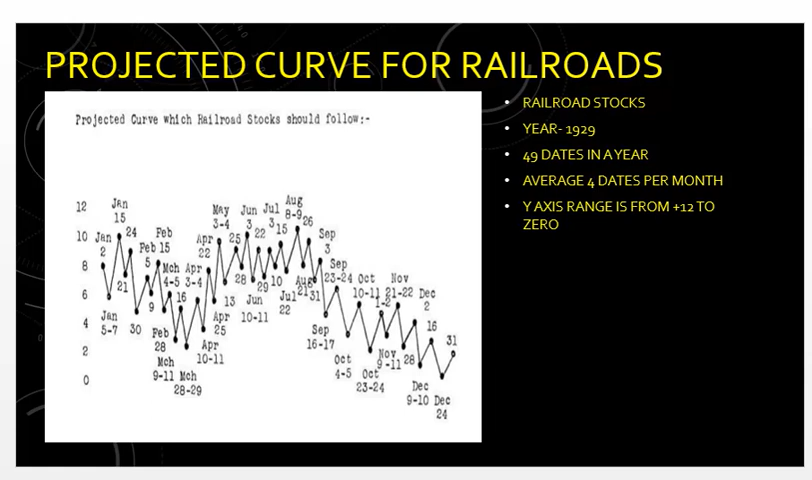 PROJECTED CURVE FOR RAILROADS
Projected Curve which Railroad Stocks should follow:-
12
10
8
6
4
2
0
Jan
2
Jan
5-7
Jan
15
21
24
30
Feb
5
9
Feb
15
Feb
28
Mch
4-5
Mch
9-11
16
Mch
28-29
Apr
3-4
Apr
10-11
Apr
22
Apr
25
May
3-4
13
25
28
Jun
3
Jun
10-11
22
29
Jul
3
10
15
Jul
22
Aug
8-9
Aug
21
26
31
Sep
3
Sep
16-17
Sep
23-24
Oct
4-5
Oct
10-11
Oct
23-24
1-2
Nov
9-11
Nov
21-22
28
Dec
2
Dec
9-10
16
Dec
24
31
• RAILROAD STOCKS
• YEAR- 1929
• 49 DATES IN A YEAR
• AVERAGE 4 DATES PER MONTH
• Y AXIS RANGE IS FROM +12 TO
ZERO